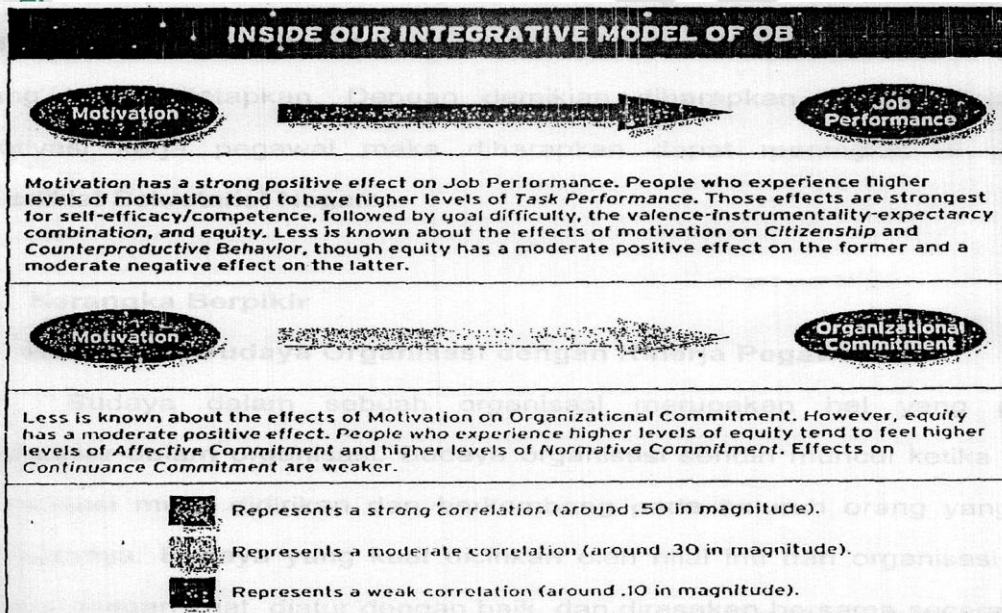 INSIDE OUR INTEGRATIVE MODEL OF OB
Motivation
Job
Performance
Motivation has a strong positive effect on Job Performance. People who experience higher
levels of motivation tend to have higher levels of Task Performance. Those effects are strongest
for self-efficacy/competence, followed by goal difficulty, the valence-instrumentality-expectancy
combination, and equity. Less is known about the effects of motivation on Citizenship and
Counterproductive Behavior, though equity has a moderate positive effect on the former and a
moderate negative effect on the latter.
Motivation
Organizational
Commitment
Less is known about the effects of Motivation on Organizational Commitment. However, equity
has a moderate positive effect. People who experience higher levels of equity tend to feel higher
levels of Affective Commitment and higher levels of Normative Commitment. Effects on
Continuance Commitment are weaker.
Represents a strong correlation (around .50 in magnitude).
Represents a moderate correlation (around .30 in magnitude).
Represents a weak correlation (around .10 in magnitude).